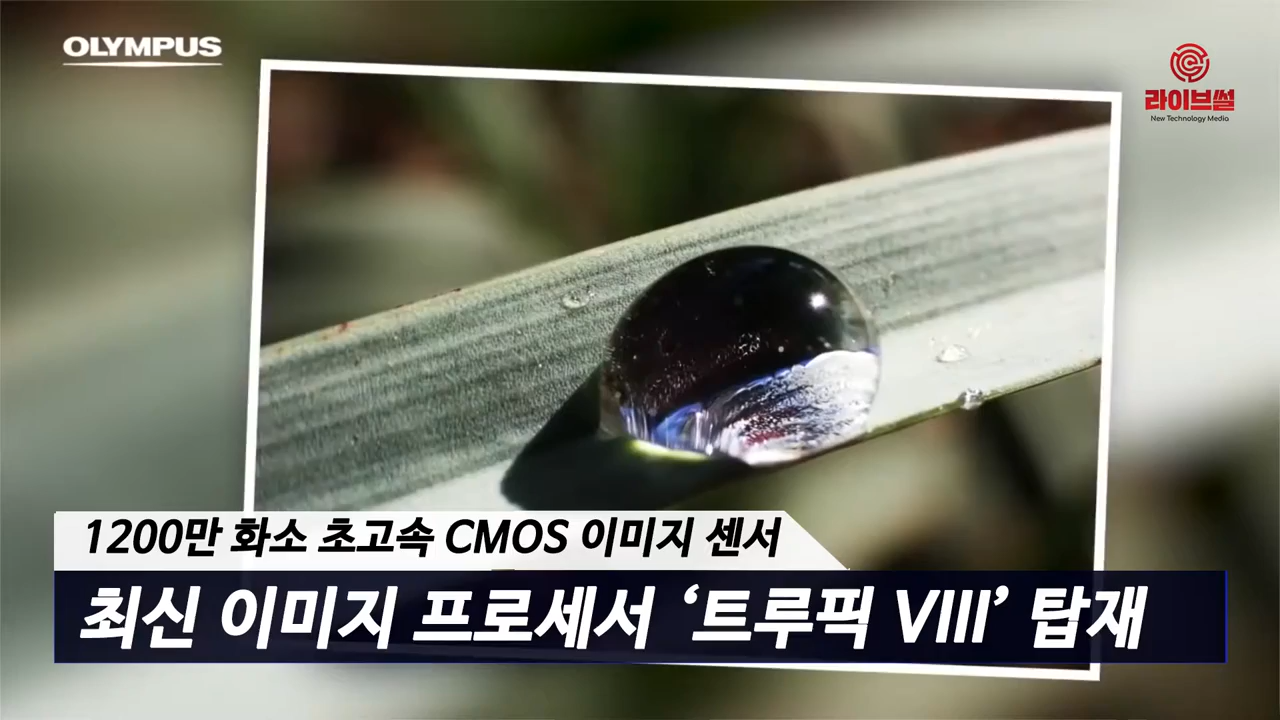 OLYMPUS
라이브썰
New Technology Media
1200만 화소 초고속 CMOS 이미지 센서
최신 이미지 프로세서 ‘트루픽 VIII’ 탑재